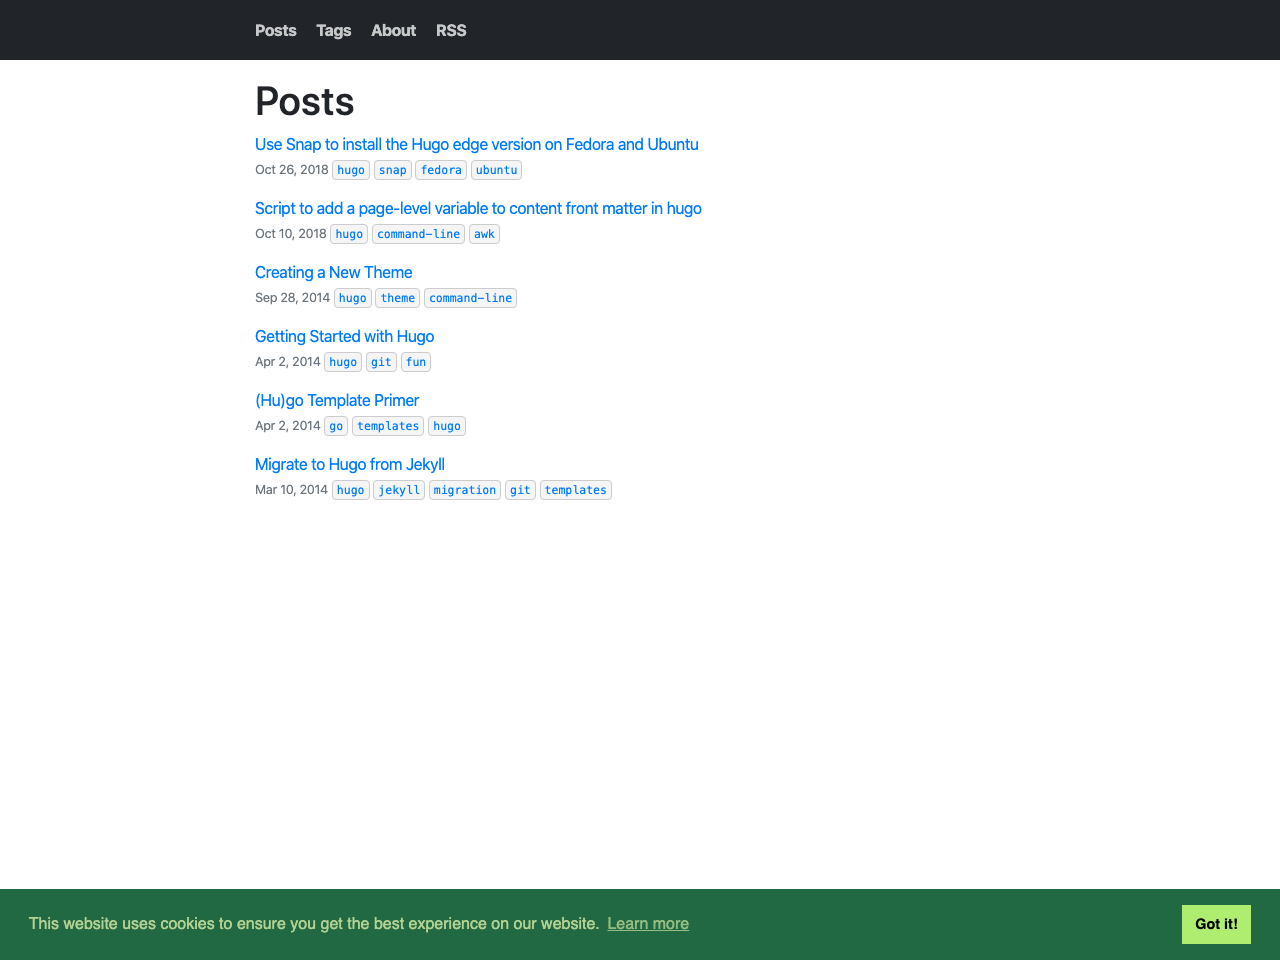 Posts Tags About RSS
Posts
Use Snap to install the Hugo edge version on Fedora and Ubuntu
Oct 26, 2018 hugo snap fedora ubuntu
Script to add a page-level variable to content front matter in hugo
Oct 10, 2018 hugo command-line awk
Creating a New Theme
Sep 28, 2014 hugo theme command-line
Getting Started with Hugo
Apr 2, 2014 hugo git fun
(Hu)go Template Primer
Apr 2, 2014 go templates hugo
Migrate to Hugo from Jekyll
Mar 10, 2014 hugo jekyll migration git templates
This website uses cookies to ensure you get the best experience on our website. Learn more Got it!